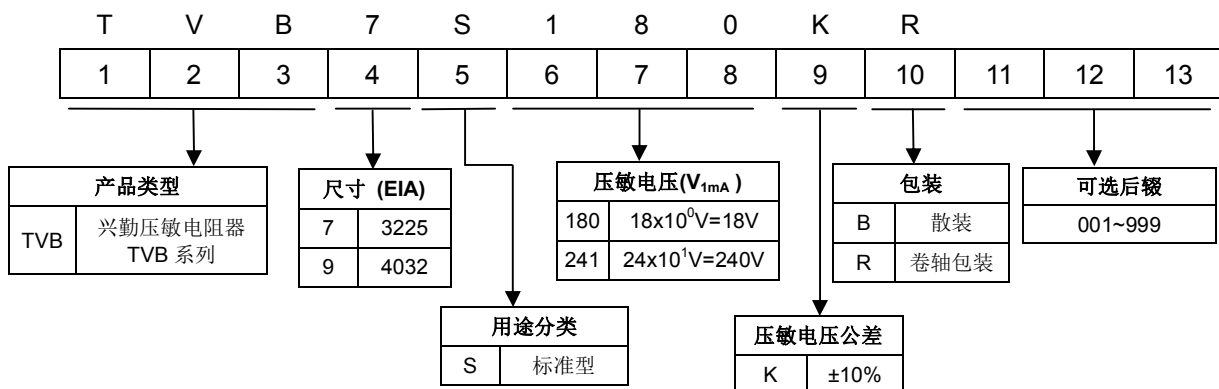 T V B 7 S 1 8 0 K R
1 2 3 4 5 6 7 8 9 10 11 12 13
产品类型
TVB 兴勤压敏电阻器
TVB 系列
尺寸 (EIA)
7 3225
9 4032
用途分类
S 标准型
压敏电压(V1mA )
180 18x10⁰V=18V
241 24x10¹V=240V
压敏电压公差
K ±10%
包装
B 散装
R 卷轴包装
可选后辍
001~999